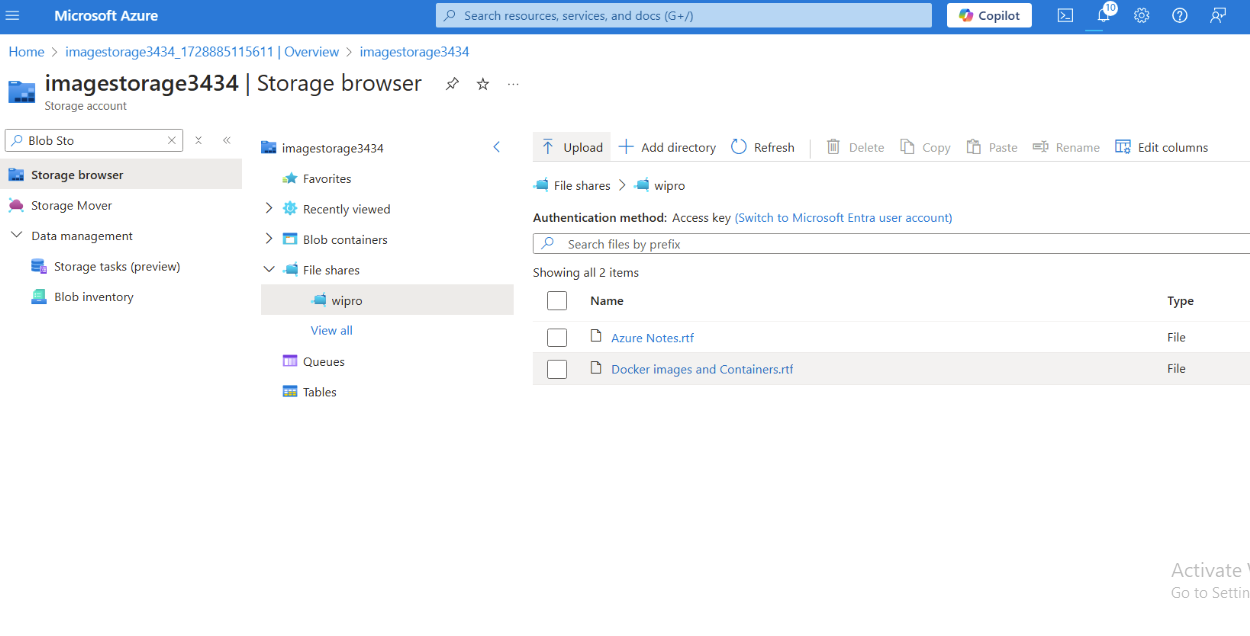 Microsoft Azure
Search resources, services, and docs (G+/)
Copilot
10
Home > imagestorage3434_1728885115611 | Overview > imagestorage3434
imagestorage3434 | Storage browser
Storage account
Blob Sto
Storage browser
Storage Mover
Data management
Storage tasks (preview)
Blob inventory
imagestorage3434
Favorites
Recently viewed
Blob containers
File shares
wipro
View all
Queues
Tables
Upload Add directory Refresh Delete Copy Paste Rename Edit columns
File shares > wipro
Authentication method: Access key (Switch to Microsoft Entra user account)
Search files by prefix
Showing all 2 items
Name Type
Azure Notes.rtf File
Docker images and Containers.rtf File
Activate
Go to Settin